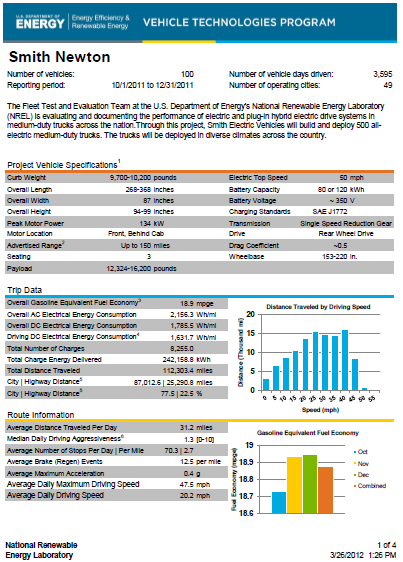 U.S. DEPARTMENT OF
ENERGY Energy Efficiency &
Renewable Energy
VEHICLE TECHNOLOGIES PROGRAM
Smith Newton
Number of vehicles: 100 Number of vehicle days driven: 3,595
Reporting period: 10/1/2011 to 12/31/2011 Number of operating cities: 49
The Fleet Test and Evaluation Team at the U.S. Department of Energy's National Renewable Energy Laboratory
(NREL) is evaluating and documenting the performance of electric and plug-in hybrid electric drive systems in
medium-duty trucks across the nation.Through this project, Smith Electric Vehicles will build and deploy 500 all-
electric medium-duty trucks. The trucks will be deployed in diverse climates across the country.
Project Vehicle Specifications1
Curb Weight 9,700-10,200 pounds Electric Top Speed 50 mph
Overall Length 268-368 inches Battery Capacity 80 or 120 kWh
Overall Width 87 inches Battery Voltage ~ 350 V
Overall Height 94-99 inches Charging Standards SAE J1772
Peak Motor Power 134 kW Transmission Single Speed Reduction Gear
Motor Location Front, Behind Cab Drive Rear Wheel Drive
Advertised Range2 Up to 150 miles Drag Coefficient ~0.5
Seating 3 Wheelbase 153-220 in.
Payload 12,324-16,200 pounds
Trip Data
Overall Gasoline Equivalent Fuel Economy3 18.9 mpge
Overall AC Electrical Energy Consumption 2,156.3 Wh/mi
Overall DC Electrical Energy Consumption 1,785.5 Wh/mi
Driving DC Electrical Energy Consumption4 1,631.7 Wh/mi
Total Number of Charges 8,255.0
Total Charge Energy Delivered 242,158.8 kWh
Total Distance Traveled 112,303.4 miles
City | Highway Distance5 87,012.6 | 25,290.8 miles
City | Highway Distance5 77.5 | 22.5 %
Distance Traveled by Driving Speed
Distance (Thousand mi)
20
15
10
5
0
0 5 10 15 20 25 30 35 40 45 50 55
Speed (mph)
Route Information
Average Distance Traveled Per Day 31.2 miles
Median Daily Driving Aggressiveness6 1.3 [0-10]
Average Number of Stops Per Day | Per Mile 70.3 | 2.7
Average Brake (Regen) Events 12.5 per mile
Average Maximum Acceleration 0.4 g
Average Daily Maximum Driving Speed 47.5 mph
Average Daily Driving Speed 20.2 mph
Gasoline Equivalent Fuel Economy
Fuel Economy (mpge)
19
18.9
18.8
18.7
18.6
Oct
Nov
Dec
Combined
National Renewable
Energy Laboratory
1 of 4
3/26/2012 1:26 PM